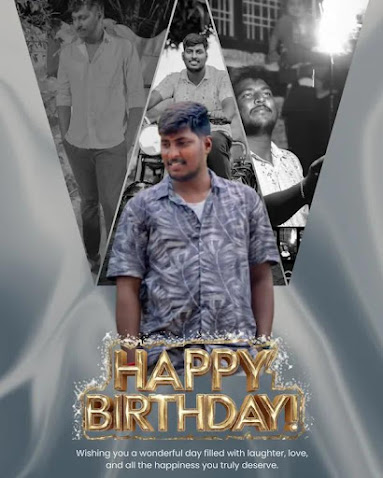 HAPPY
BIRTHDAY!
Wishing you a wonderful day filled with laughter, love,
and all the happiness you truly deserve.